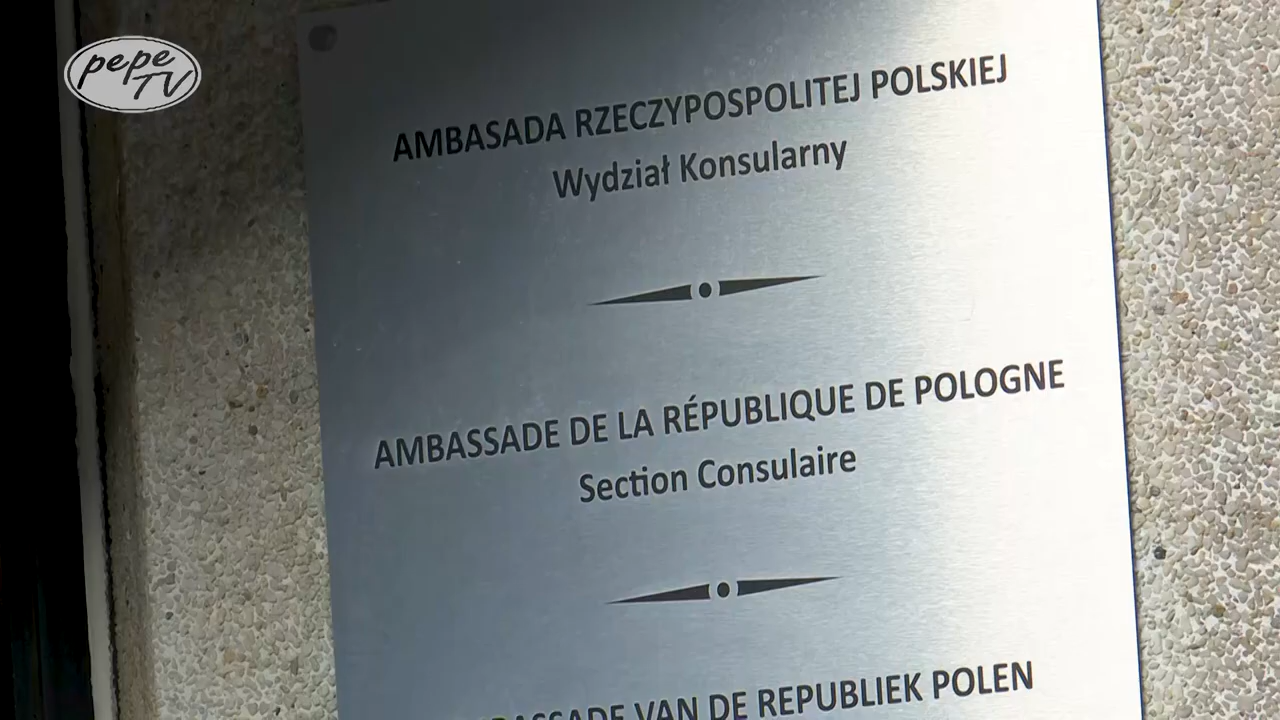 pepe
TV
AMBASADA RZECZYPOSPOLITEJ POLSKIEJ
Wydział Konsularny
AMBASSADE DE LA RÉPUBLIQUE DE POLOGNE
Section Consulaire
VAN DE REPUBLIEK POLEN